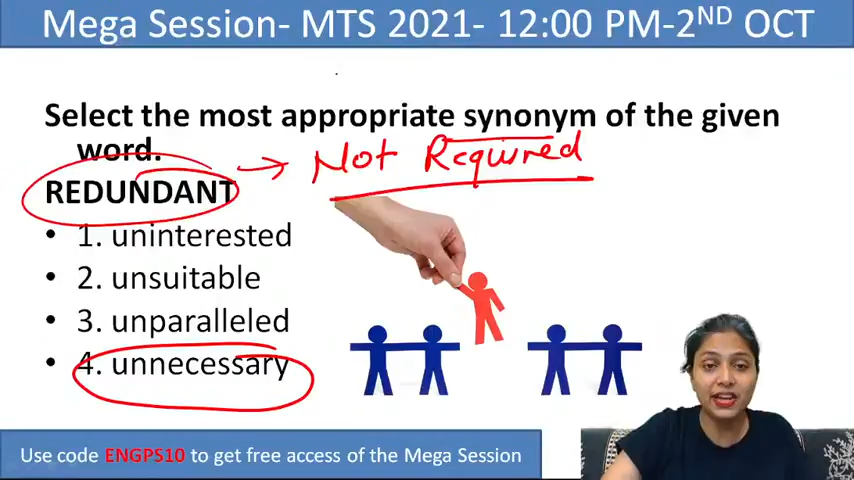 Mega Session- MTS 2021- 12:00 PM-2ND OCT
Select the most appropriate synonym of the given
word.
Not Required
REDUNDANT
• 1. uninterested
• 2. unsuitable
• 3. unparalleled
• 4. unnecessary
Use code ENGPS10 to get free access of the Mega Session